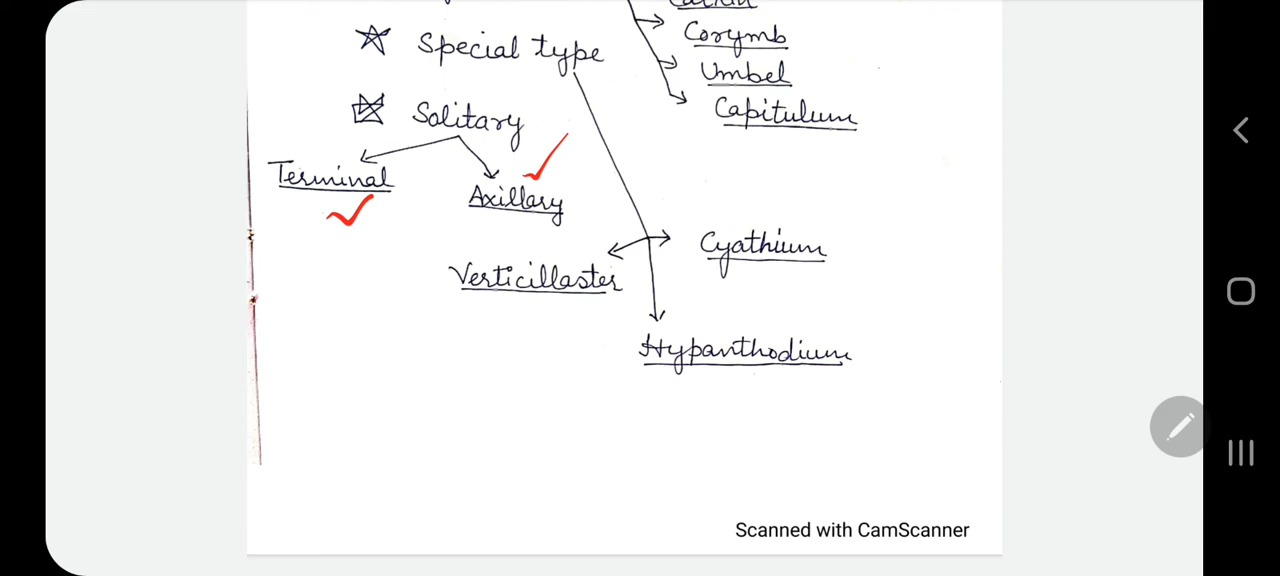 Corymb
Special type
Umbel
Capitulum
Solitary
Terminal
Axillary
Cyathium
Verticillaster
Hypanthodium
Scanned with CamScanner